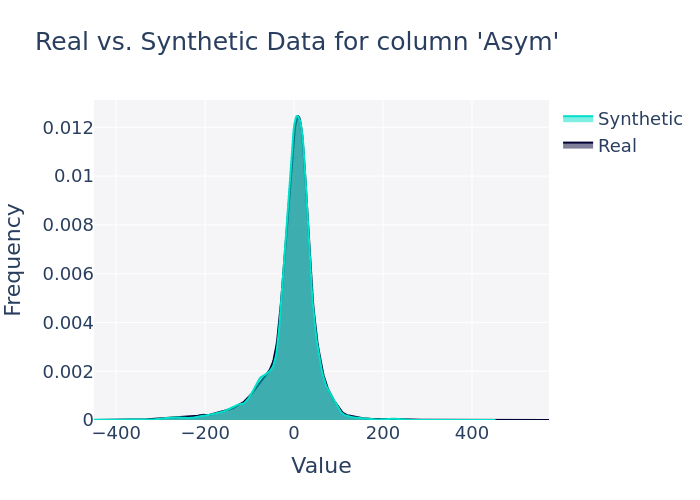 Real vs. Synthetic Data for column 'Asym'
Synthetic
Real
Frequency
0.012
0.01
0.008
0.006
0.004
0.002
0
−400
−200
0
200
400
Value